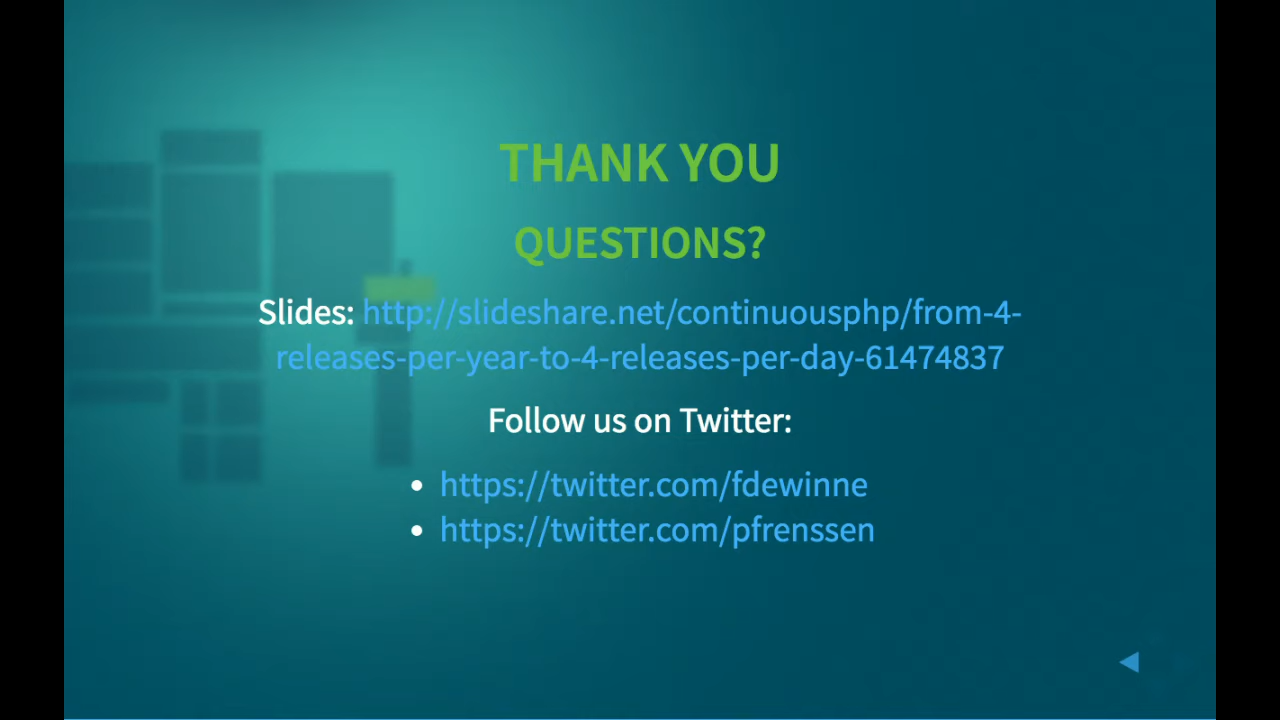 THANK YOU
QUESTIONS?
Slides: http://slideshare.net/continuousphp/from-4-
releases-per-year-to-4-releases-per-day-61474837
Follow us on Twitter:
• https://twitter.com/fdewinne
• https://twitter.com/pfrenssen